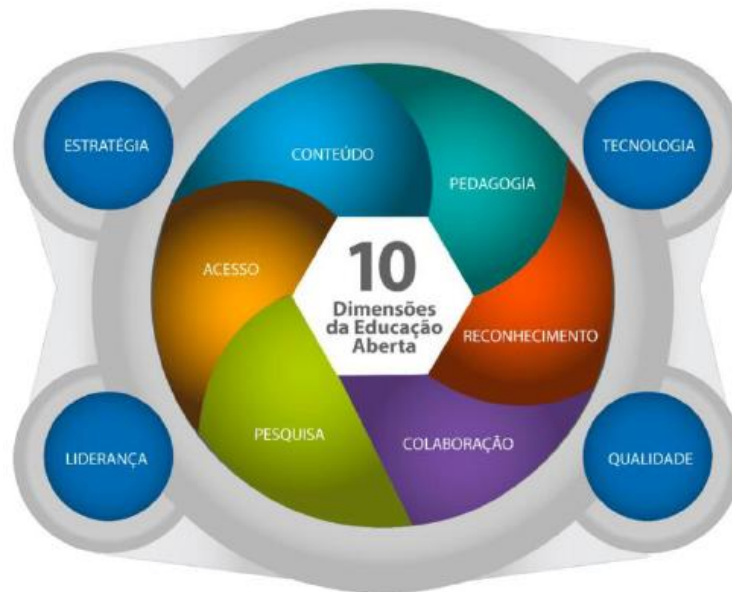 ESTRATÉGIA
TECNOLOGIA
CONTEÚDO
PEDAGOGIA
ACESSO
10
Dimensões
da Educação
Aberta
RECONHECIMENTO
PESQUISA
COLABORAÇÃO
LIDERANÇA
QUALIDADE